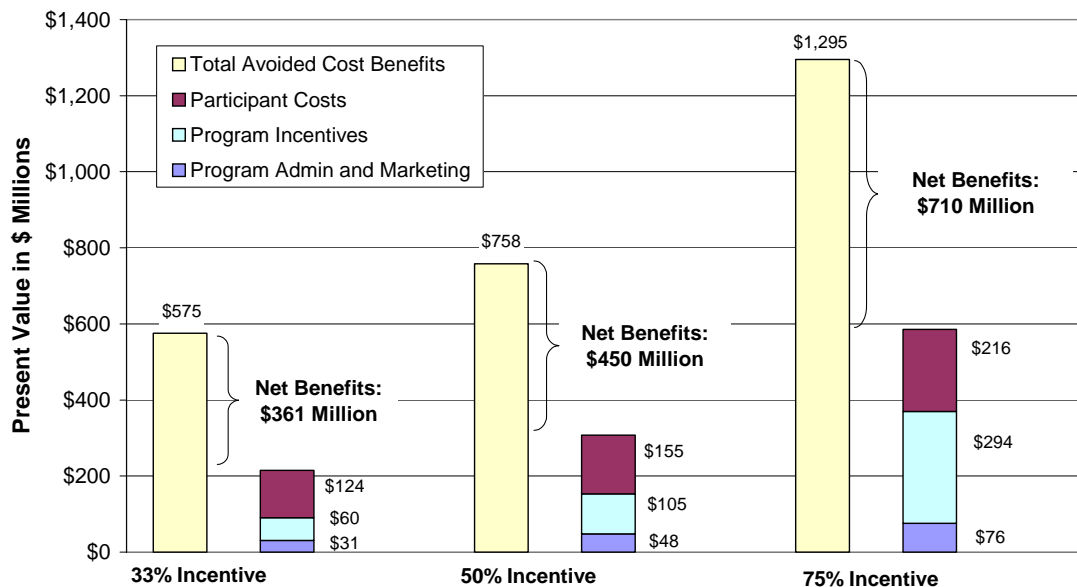 $1,400
$1,200
$1,000
$800
$600
$400
$200
$0
Present Value in $ Millions
Total Avoided Cost Benefits
Participant Costs
Program Incentives
Program Admin and Marketing
$575
Net Benefits:
$361 Million
$124
$60
$31
$758
Net Benefits:
$450 Million
$155
$105
$48
$1,295
Net Benefits:
$710 Million
$216
$294
$76
33% Incentive
50% Incentive
75% Incentive